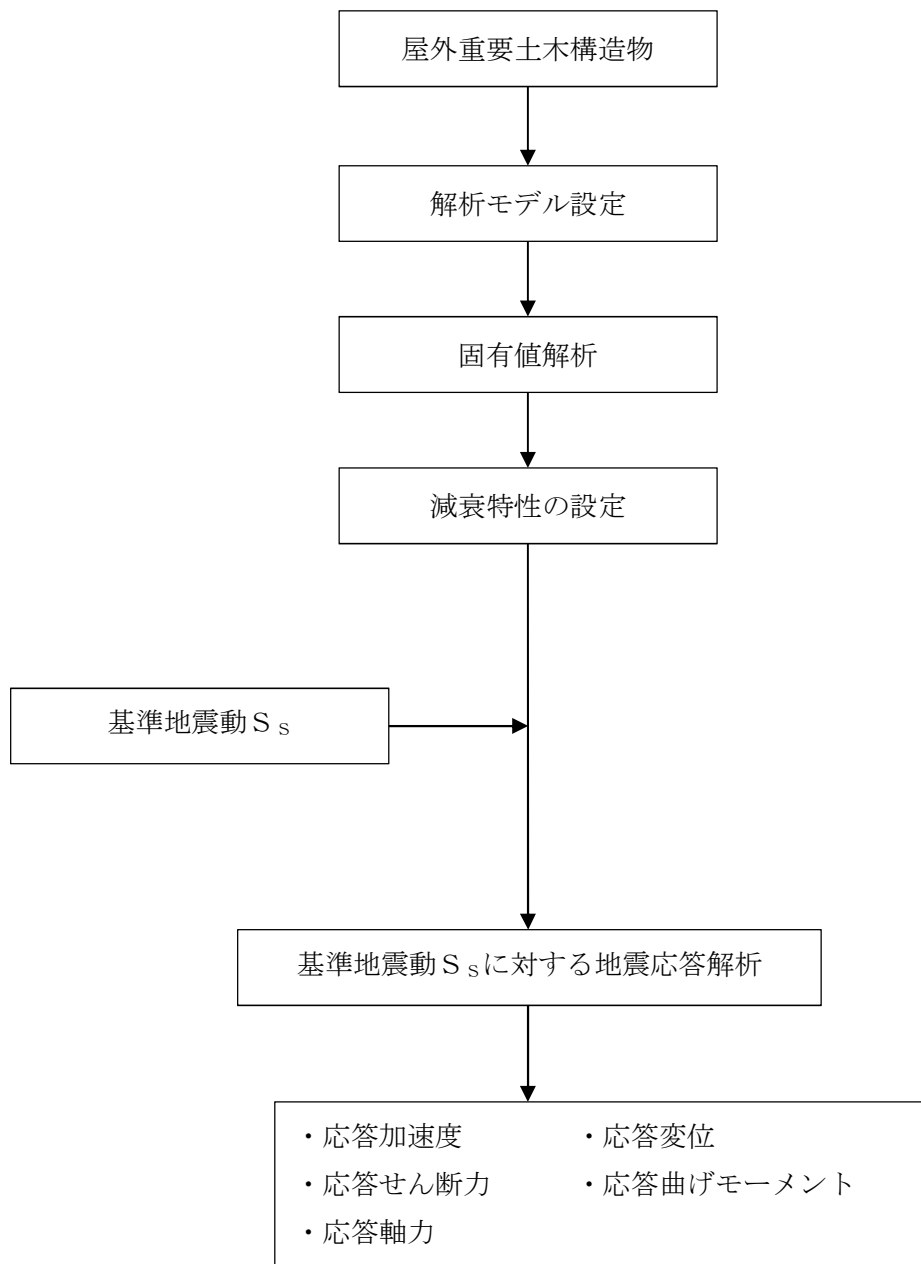 屋外重要土木構造物
解析モデル設定
固有値解析
減衰特性の設定
基準地震動Ｓｓ
基準地震動Ｓｓに対する地震応答解析
・応答加速度　・応答変位
・応答せん断力　・応答曲げモーメント
・応答軸力